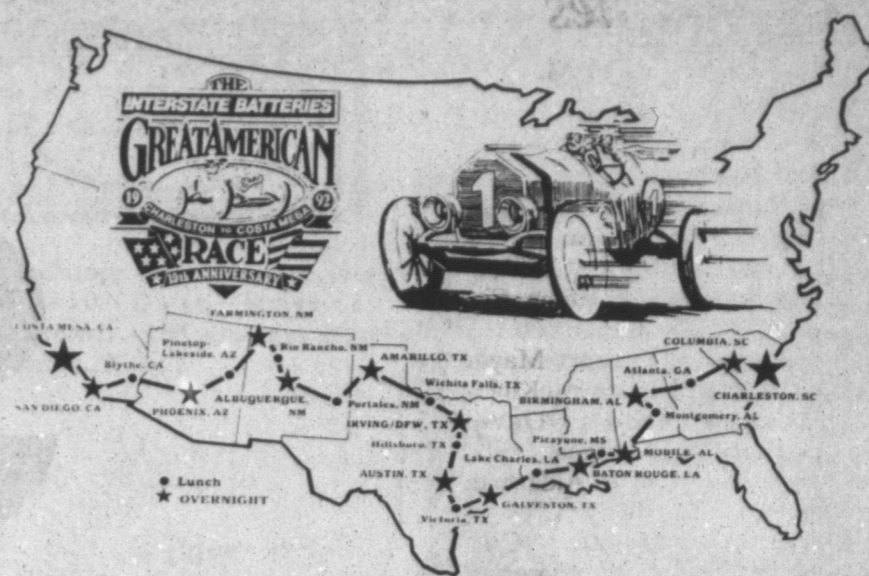 THE
INTERSTATE BATTERIES
GREAT AMERICAN
19 92
CHARLESTON TO COSTA MESA
RACE
10th ANNIVERSARY
1
FARMINGTON, NM
COSTA MESA, CA
Pinetop-
Lakeside, AZ
Rio Rancho, NM
COLUMBIA, SC
AMARILLO, TX
Blythe, CA
Atlanta, GA
Wichita Falls, TX
SAN DIEGO, CA
PHOENIX, AZ
ALBUQUERQUE,
NM
Portales, NM
BIRMINGHAM, AL
CHARLESTON, SC
IRVING/DFW, TX
Montgomery, AL
Hillsboro, TX
Picayune, MS
Lake Charles, LA
MOBILE, AL
AUSTIN, TX
BATON ROUGE, LA
Lunch
OVERNIGHT
GALVESTON, TX
Victoria, TX